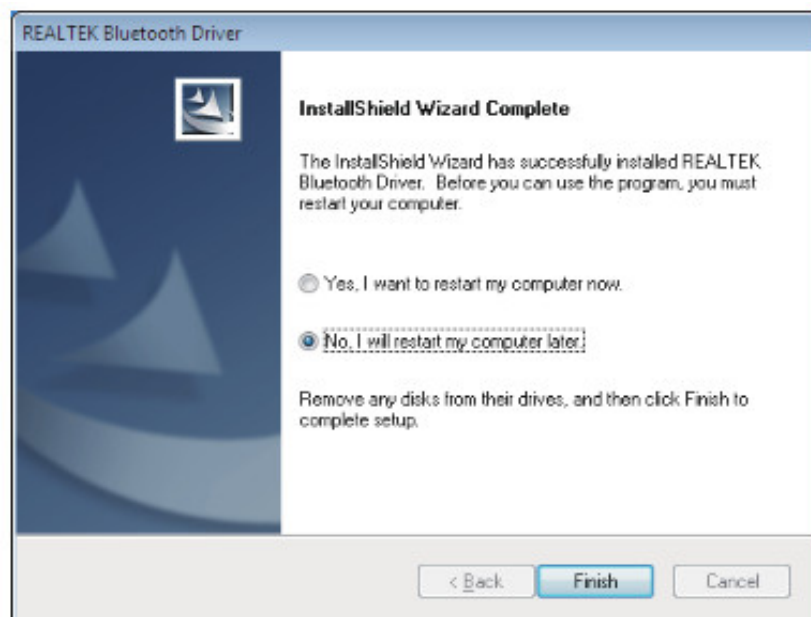 REALTEK Bluetooth Driver
InstallShield Wizard Complete
The InstallShield Wizard has successfully installed REALTEK
Bluetooth Driver. Before you can use the program, you must
restart your computer.
Yes, I want to restart my computer now.
No, I will restart my computer later.
Remove any disks from their drives, and then click Finish to
complete setup.
< Back Finish Cancel